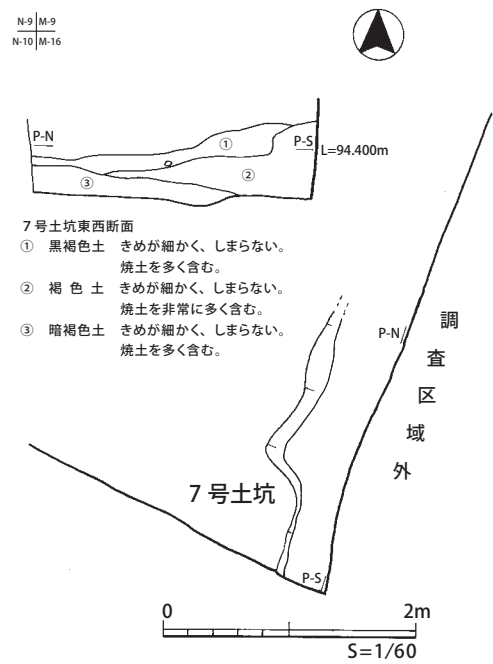 N-9 M-9
N-10 M-16
P-N
①
P-S
L=94.400m
②
③
7号土坑東西断面
① 黒褐色土 きめが細かく、しまらない。
焼土を多く含む。
② 褐色土 きめが細かく、しまらない。
焼土を非常に多く含む。
③ 暗褐色土 きめが細かく、しまらない。
焼土を多く含む。
P-N
調査区域外
7号土坑
P-S
0 2m
S=1/60